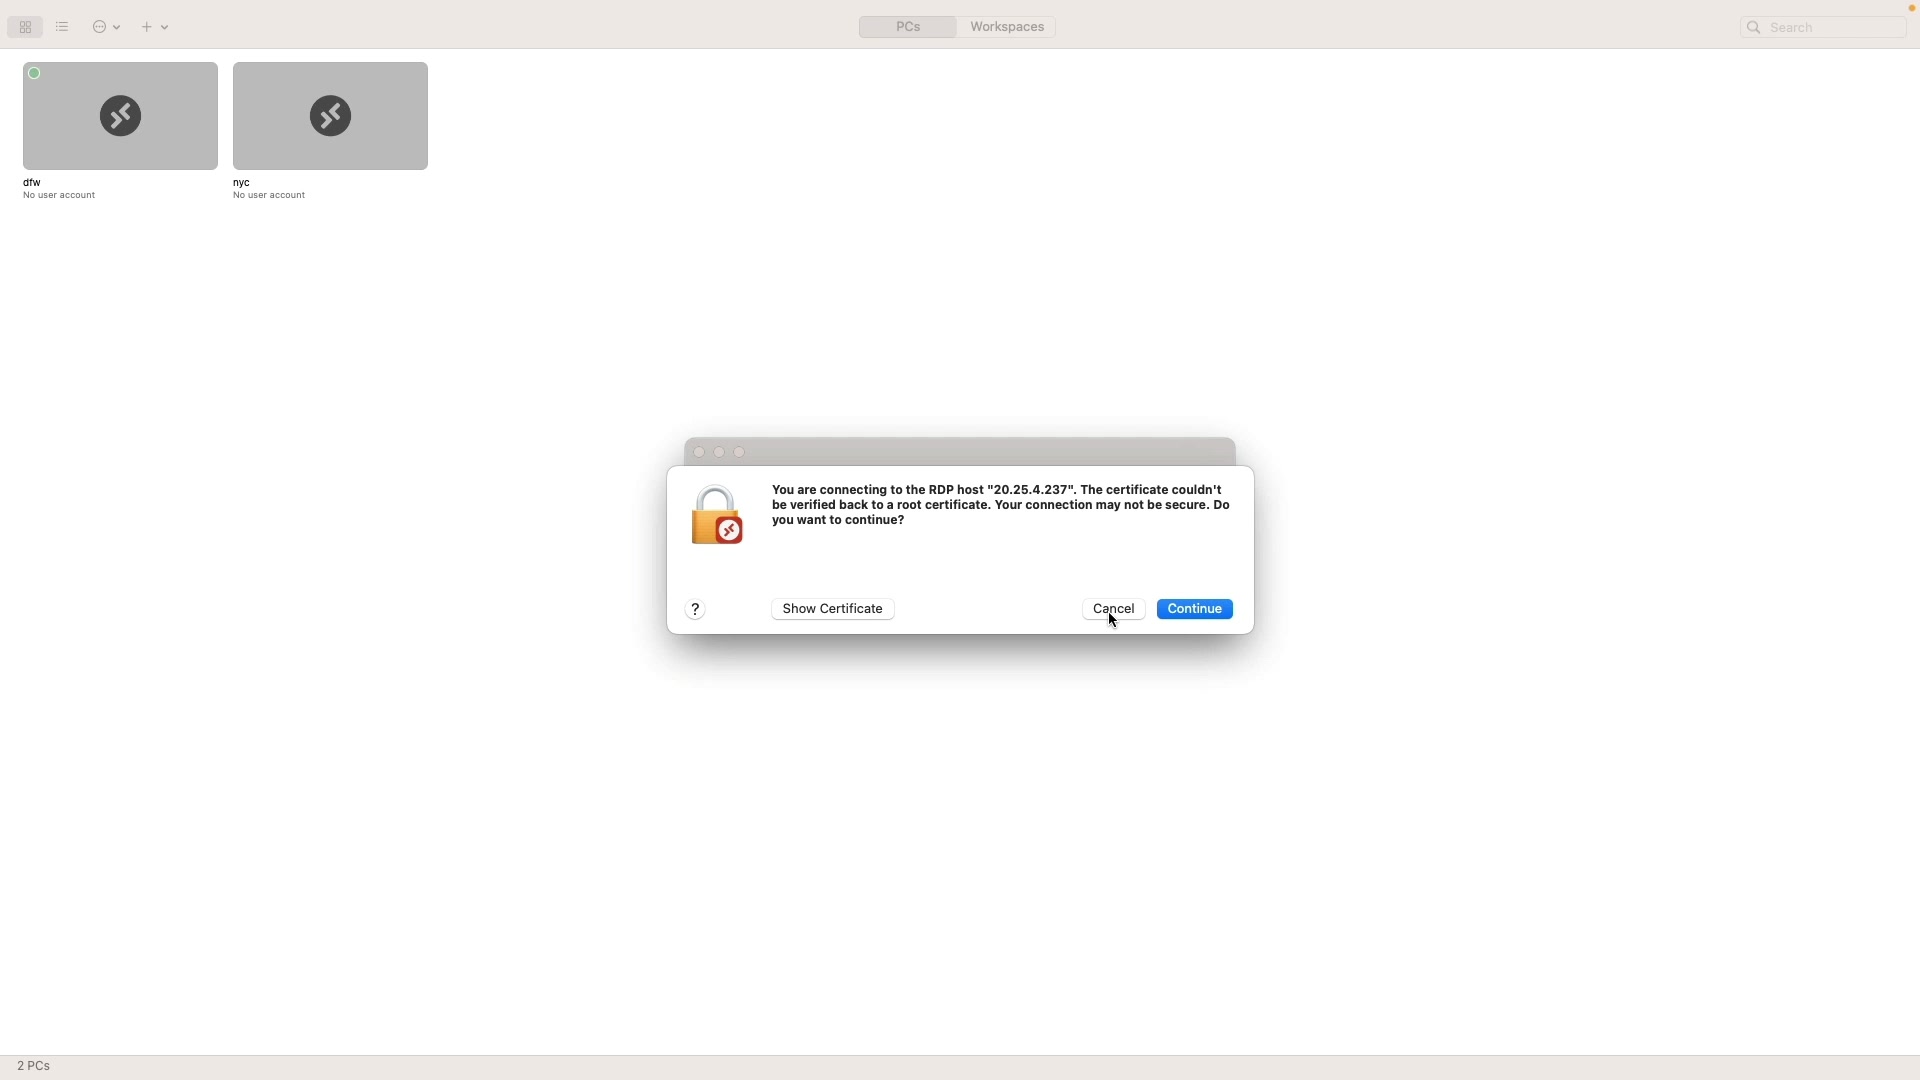 PCs
Workspaces
Search
dfw
No user account
nyc
No user account
You are connecting to the RDP host "20.25.4.237". The certificate couldn't
be verified back to a root certificate. Your connection may not be secure. Do
you want to continue?
?
Show Certificate
Cancel
Continue
2 PCs